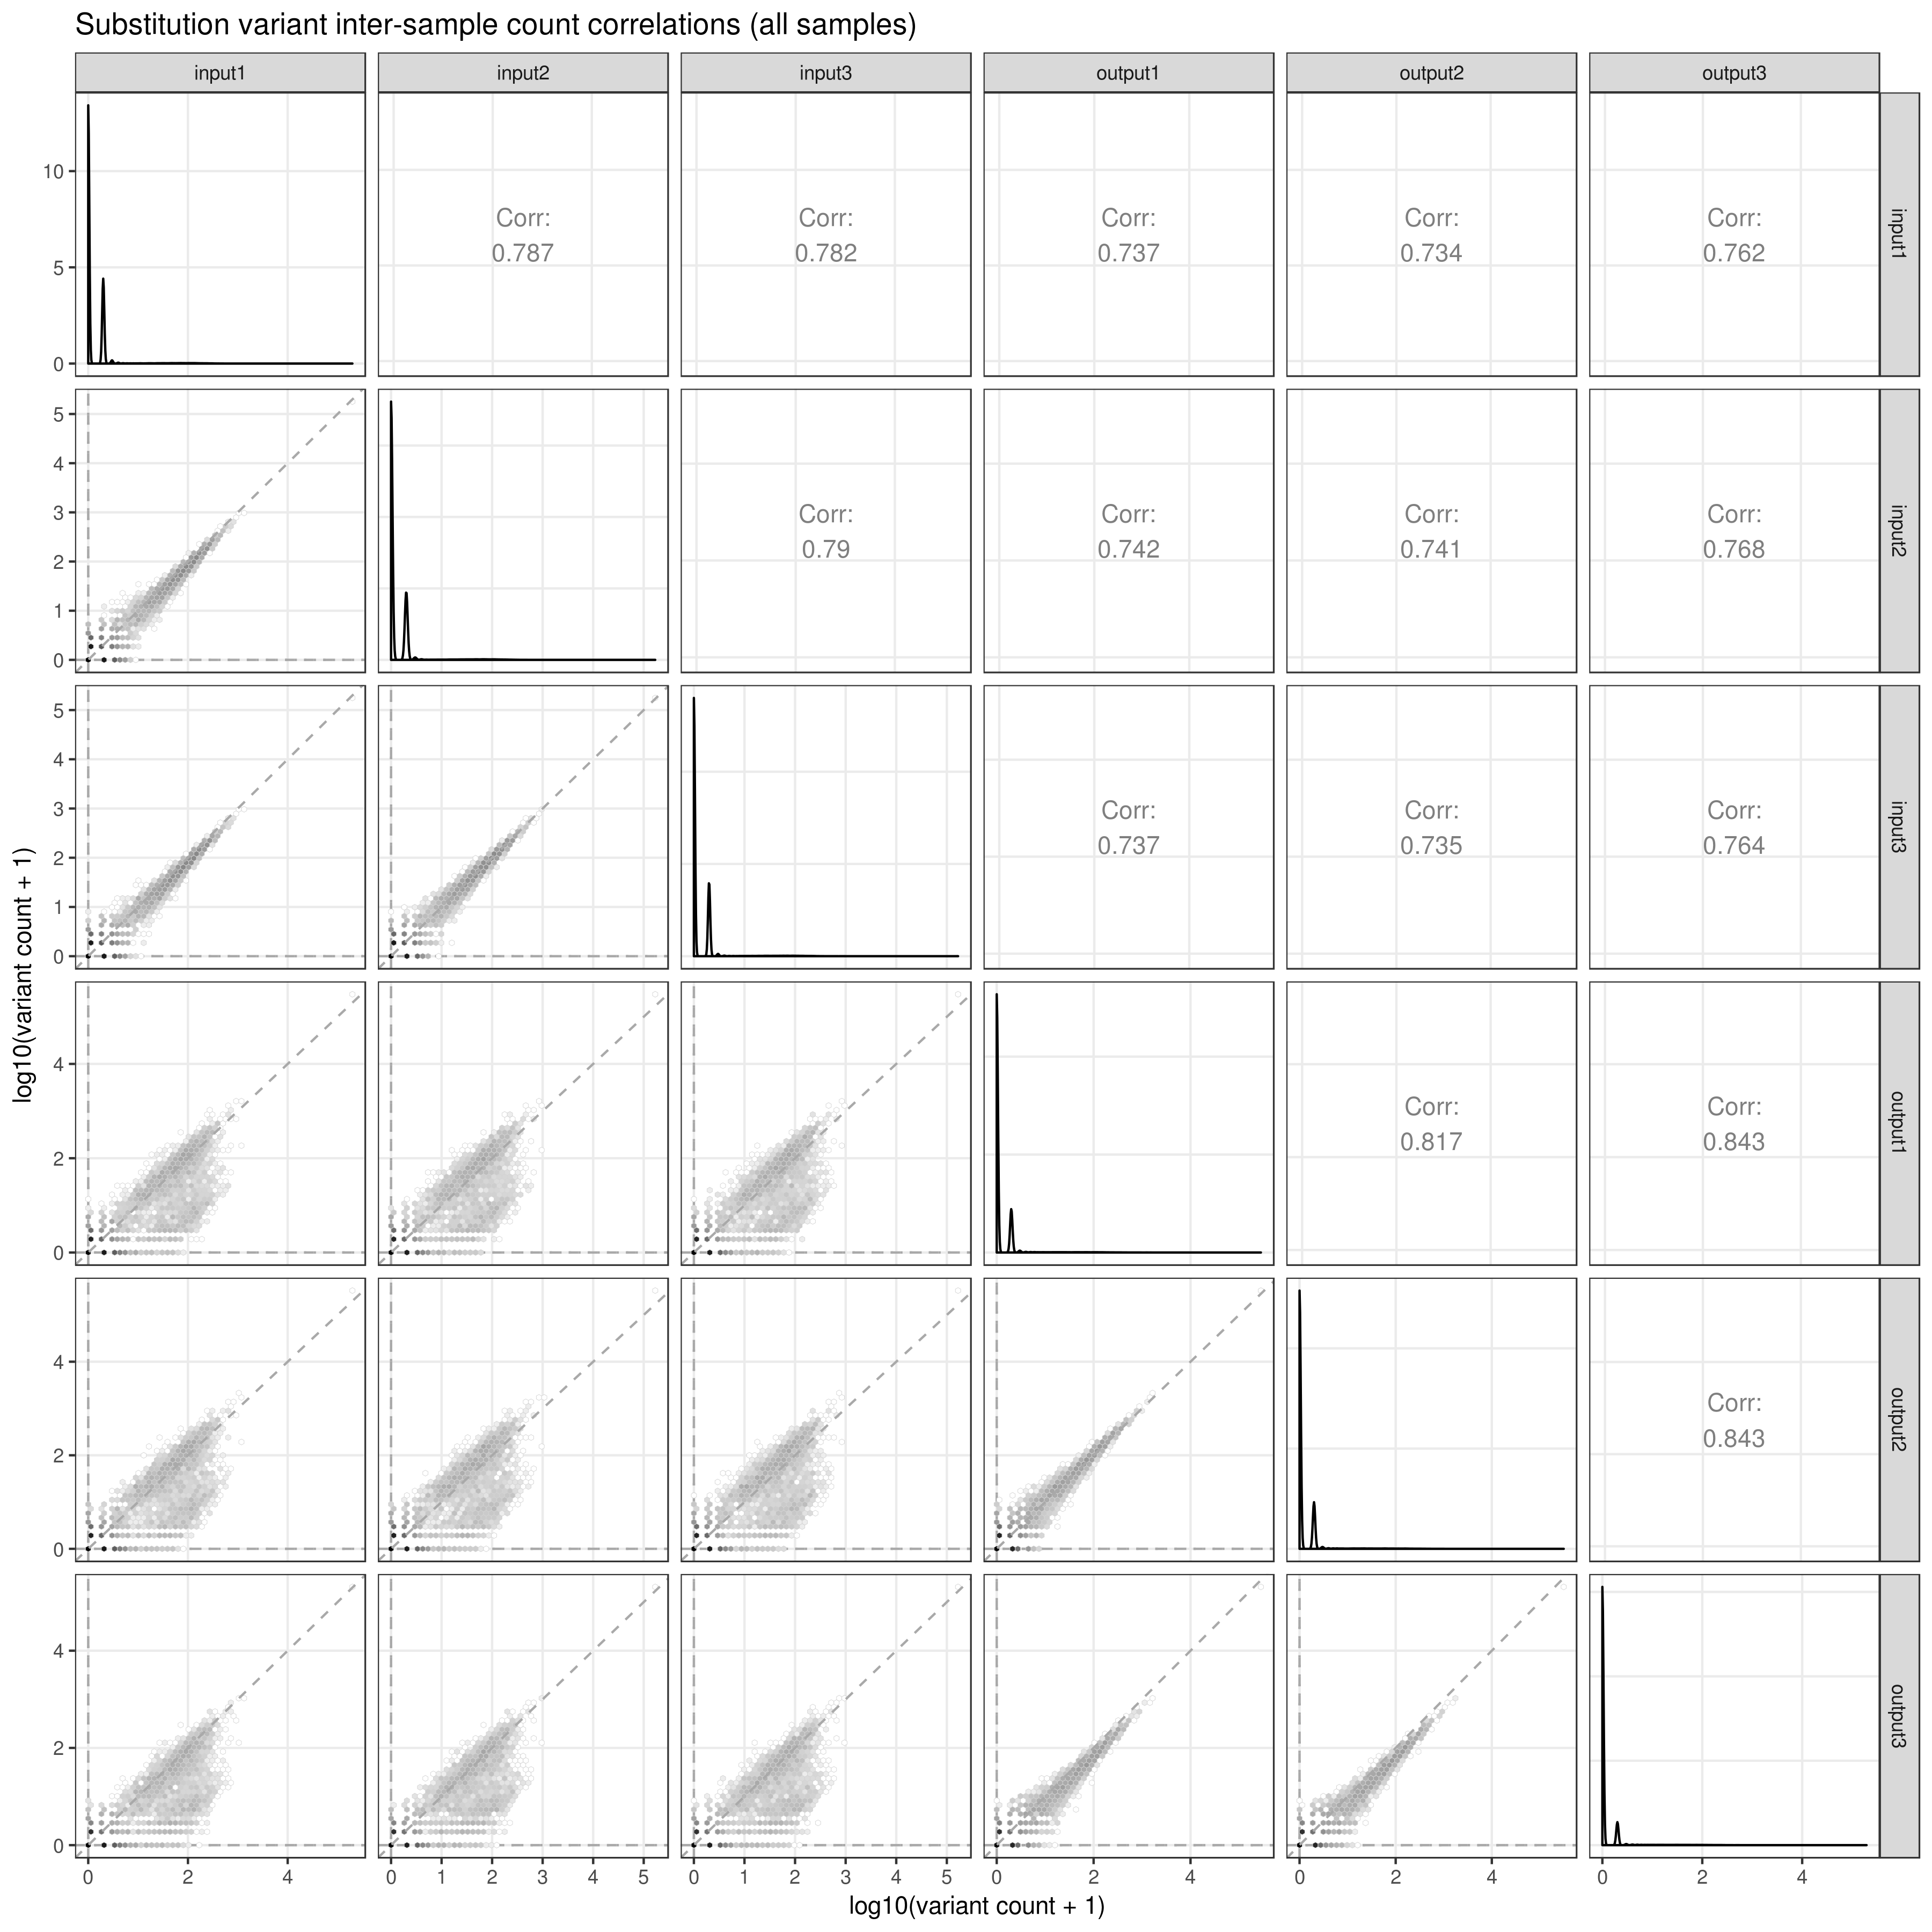 Substitution variant inter-sample count correlations (all samples)
input1 input2 input3 output1 output2 output3
10
5
0
Corr:
0.787
Corr:
0.782
Corr:
0.737
Corr:
0.734
Corr:
0.762
input1
5
4
3
2
1
0
Corr:
0.79
Corr:
0.742
Corr:
0.741
Corr:
0.768
input2
5
4
3
2
1
0
Corr:
0.737
Corr:
0.735
Corr:
0.764
input3
log10(variant count + 1)
4
2
0
Corr:
0.817
Corr:
0.843
output1
4
2
0
Corr:
0.843
output2
4
2
0
output3
0 2 4 0 1 2 3 4 5 0 1 2 3 4 5 0 2 4 0 2 4 0 2 4
log10(variant count + 1)